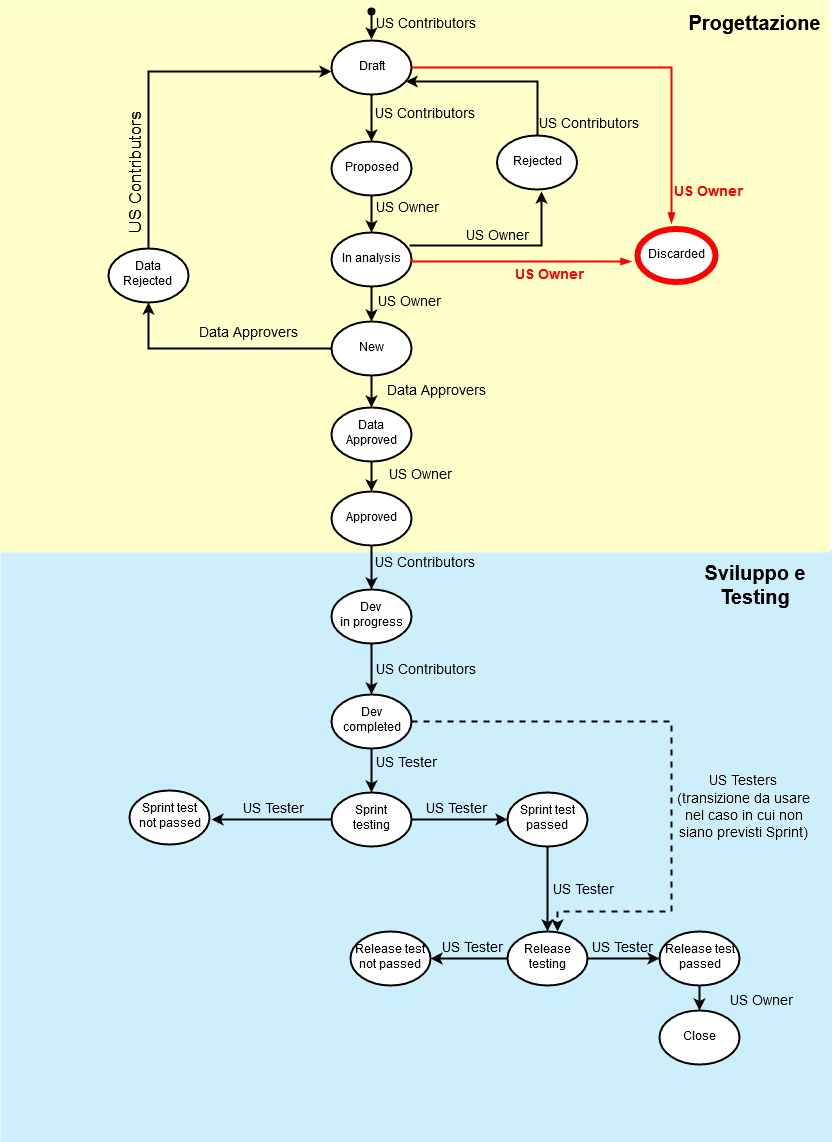 Progettazione
US Contributors
Draft
US Contributors
US Contributors
US Contributors
Proposed
Rejected
US Owner
US Owner
US Owner
In analysis
Discarded
US Owner
Data
Rejected
US Owner
Data Approvers
New
Data Approvers
Data
Approved
US Owner
Approved
US Contributors
Sviluppo e
Testing
Dev
in progress
US Contributors
Dev
completed
US Tester
US Testers
(transizione da usare
nel caso in cui non
siano previsti Sprint)
Sprint test
not passed
US Tester
Sprint
testing
US Tester
Sprint test
passed
US Tester
Release test
not passed
US Tester
Release
testing
US Tester
Release test
passed
US Owner
Close